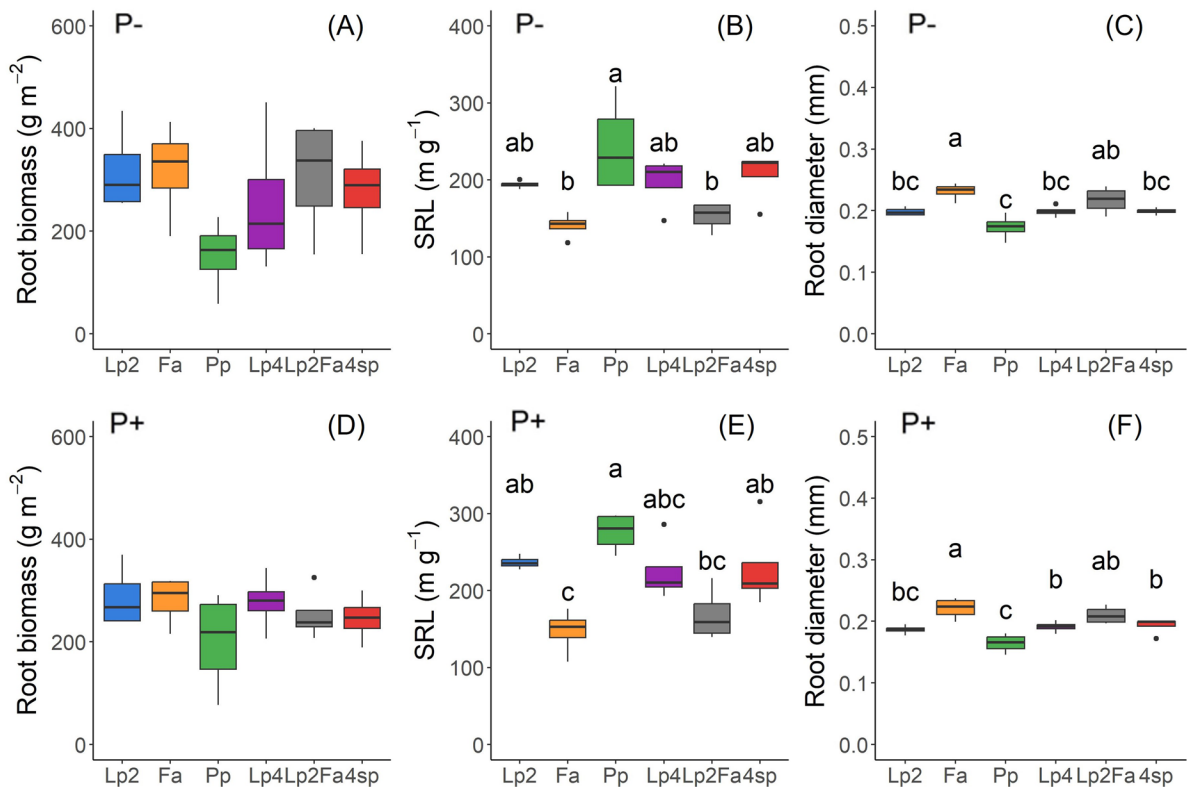 P- (A)
Root biomass (g m⁻²)
600
400
200
0
Lp2 Fa Pp Lp4 Lp2Fa 4sp
P- (B)
SRL (m g⁻¹)
400
300
200
100
0
ab b a ab b ab
Lp2 Fa Pp Lp4 Lp2Fa 4sp
P- (C)
Root diameter (mm)
0.5
0.4
0.3
0.2
0.1
0.0
bc a c bc ab bc
Lp2 Fa Pp Lp4 Lp2Fa 4sp
P+ (D)
Root biomass (g m⁻²)
600
400
200
0
Lp2 Fa Pp Lp4 Lp2Fa 4sp
P+ (E)
SRL (m g⁻¹)
400
300
200
100
0
ab c a abc bc ab
Lp2 Fa Pp Lp4 Lp2Fa 4sp
P+ (F)
Root diameter (mm)
0.5
0.4
0.3
0.2
0.1
0.0
bc a c b ab b
Lp2 Fa Pp Lp4 Lp2Fa 4sp